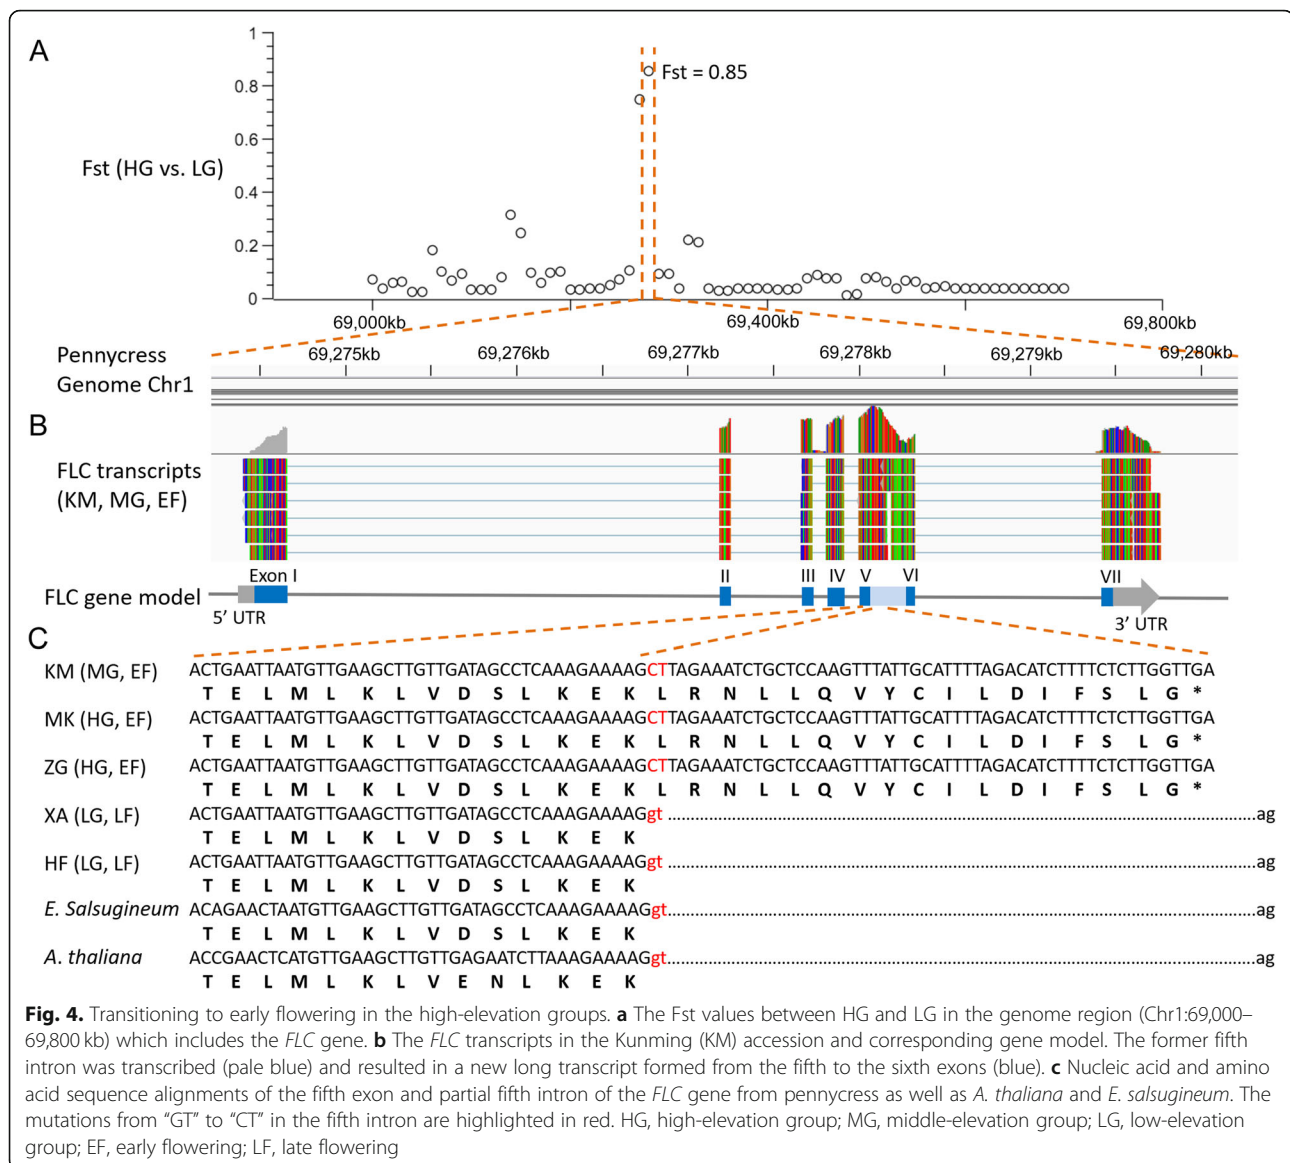 A
1
0.8
0.6
0.4
0.2
0
Fst (HG vs. LG)
Fst = 0.85
69,000kb 69,400kb 69,800kb
Pennycress
Genome Chr1
69,275kb 69,276kb 69,277kb 69,278kb 69,279kb 69,280kb
B
FLC transcripts
(KM, MG, EF)
Exon I II III IV V VI VII
FLC gene model
5' UTR 3' UTR
C
KM (MG, EF) ACTGAATTAATGTTGAAGCTTGTTGATAGCCTCAAAGAAAAGCTTAGAAATCTGCTCCAAGTTTATTGCATTTTAGACATCTTTTCTCTTGGTTGA
T E L M L K L V D S L K E K L R N L L Q V Y C I L D I F S L G *
MK (HG, EF) ACTGAATTAATGTTGAAGCTTGTTGATAGCCTCAAAGAAAAGCTTAGAAATCTGCTCCAAGTTTATTGCATTTTAGACATCTTTTCTCTTGGTTGA
T E L M L K L V D S L K E K L R N L L Q V Y C I L D I F S L G *
ZG (HG, EF) ACTGAATTAATGTTGAAGCTTGTTGATAGCCTCAAAGAAAAGCTTAGAAATCTGCTCCAAGTTTATTGCATTTTAGACATCTTTTCTCTTGGTTGA
T E L M L K L V D S L K E K L R N L L Q V Y C I L D I F S L G *
XA (LG, LF) ACTGAATTAATGTTGAAGCTTGTTGATAGCCTCAAAGAAAAGgt....................ag
T E L M L K L V D S L K E K
HF (LG, LF) ACTGAATTAATGTTGAAGCTTGTTGATAGCCTCAAAGAAAAGgt....................ag
T E L M L K L V D S L K E K
E. Salsugineum ACAGAACTAATGTTGAAGCTTGTTGATAGCCTCAAAGAAAAGgt....................ag
T E L M L K L V D S L K E K
A. thaliana ACCGAACTCATGTTGAAGCTTGTTGAGAATCTTAAAGAAAAGgt....................ag
T E L M L K L V E N L K E K
Fig. 4. Transitioning to early flowering in the high-elevation groups. a The Fst values between HG and LG in the genome region (Chr1:69,000–
69,800 kb) which includes the FLC gene. b The FLC transcripts in the Kunming (KM) accession and corresponding gene model. The former fifth
intron was transcribed (pale blue) and resulted in a new long transcript formed from the fifth to the sixth exons (blue). c Nucleic acid and amino
acid sequence alignments of the fifth exon and partial fifth intron of the FLC gene from pennycress as well as A. thaliana and E. salsugineum. The
mutations from “GT” to “CT” in the fifth intron are highlighted in red. HG, high-elevation group; MG, middle-elevation group; LG, low-elevation
group; EF, early flowering; LF, late flowering